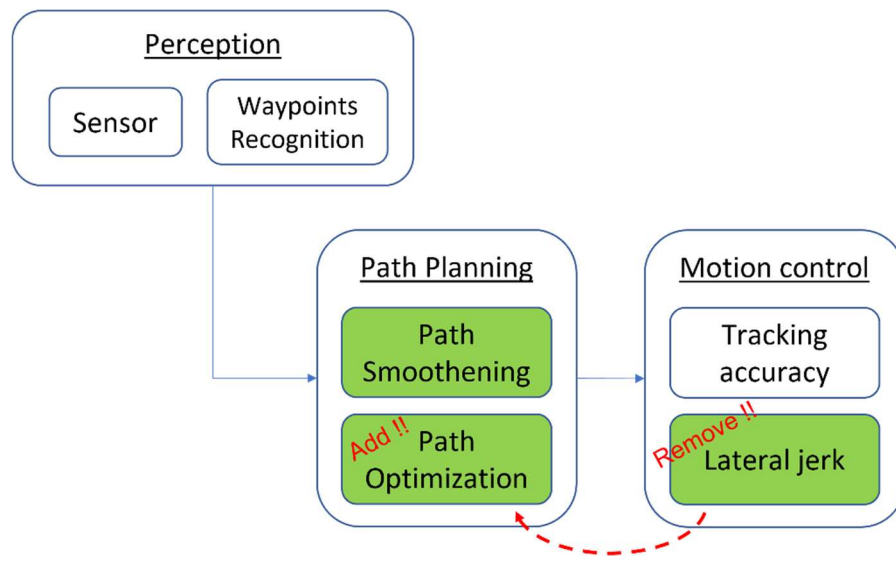 Perception
Sensor
Waypoints
Recognition
Path Planning
Path
Smoothening
Add !!
Path
Optimization
Motion control
Tracking
accuracy
Remove !!
Lateral jerk